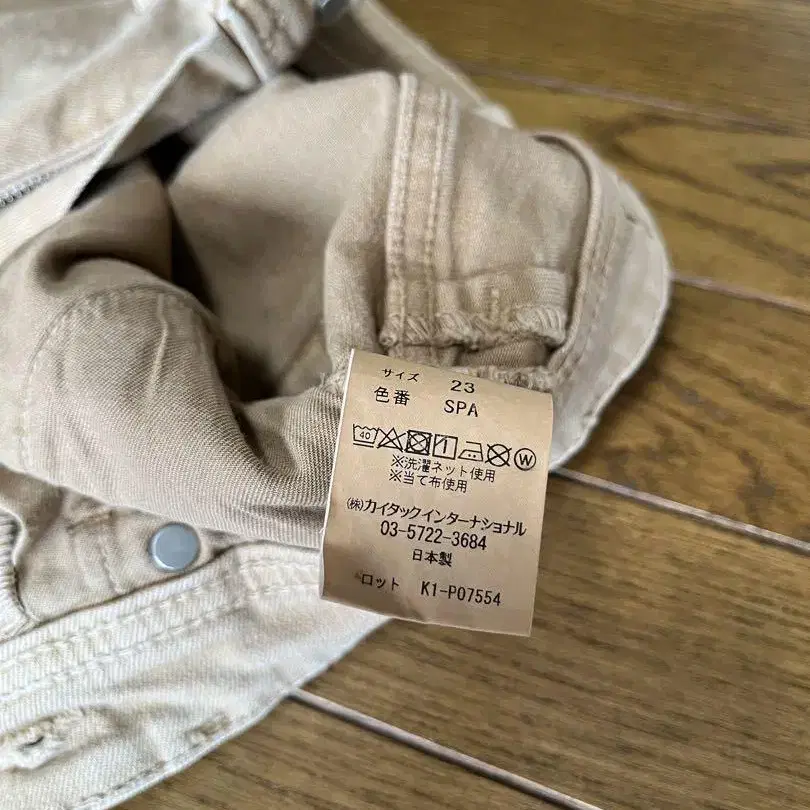 サイズ 23
色番 SPA
40 W
※洗濯ネット使用
※当て布使用
㈱カイタックインターナショナル
03-5722-3684
日本製
ロット K1-P07554